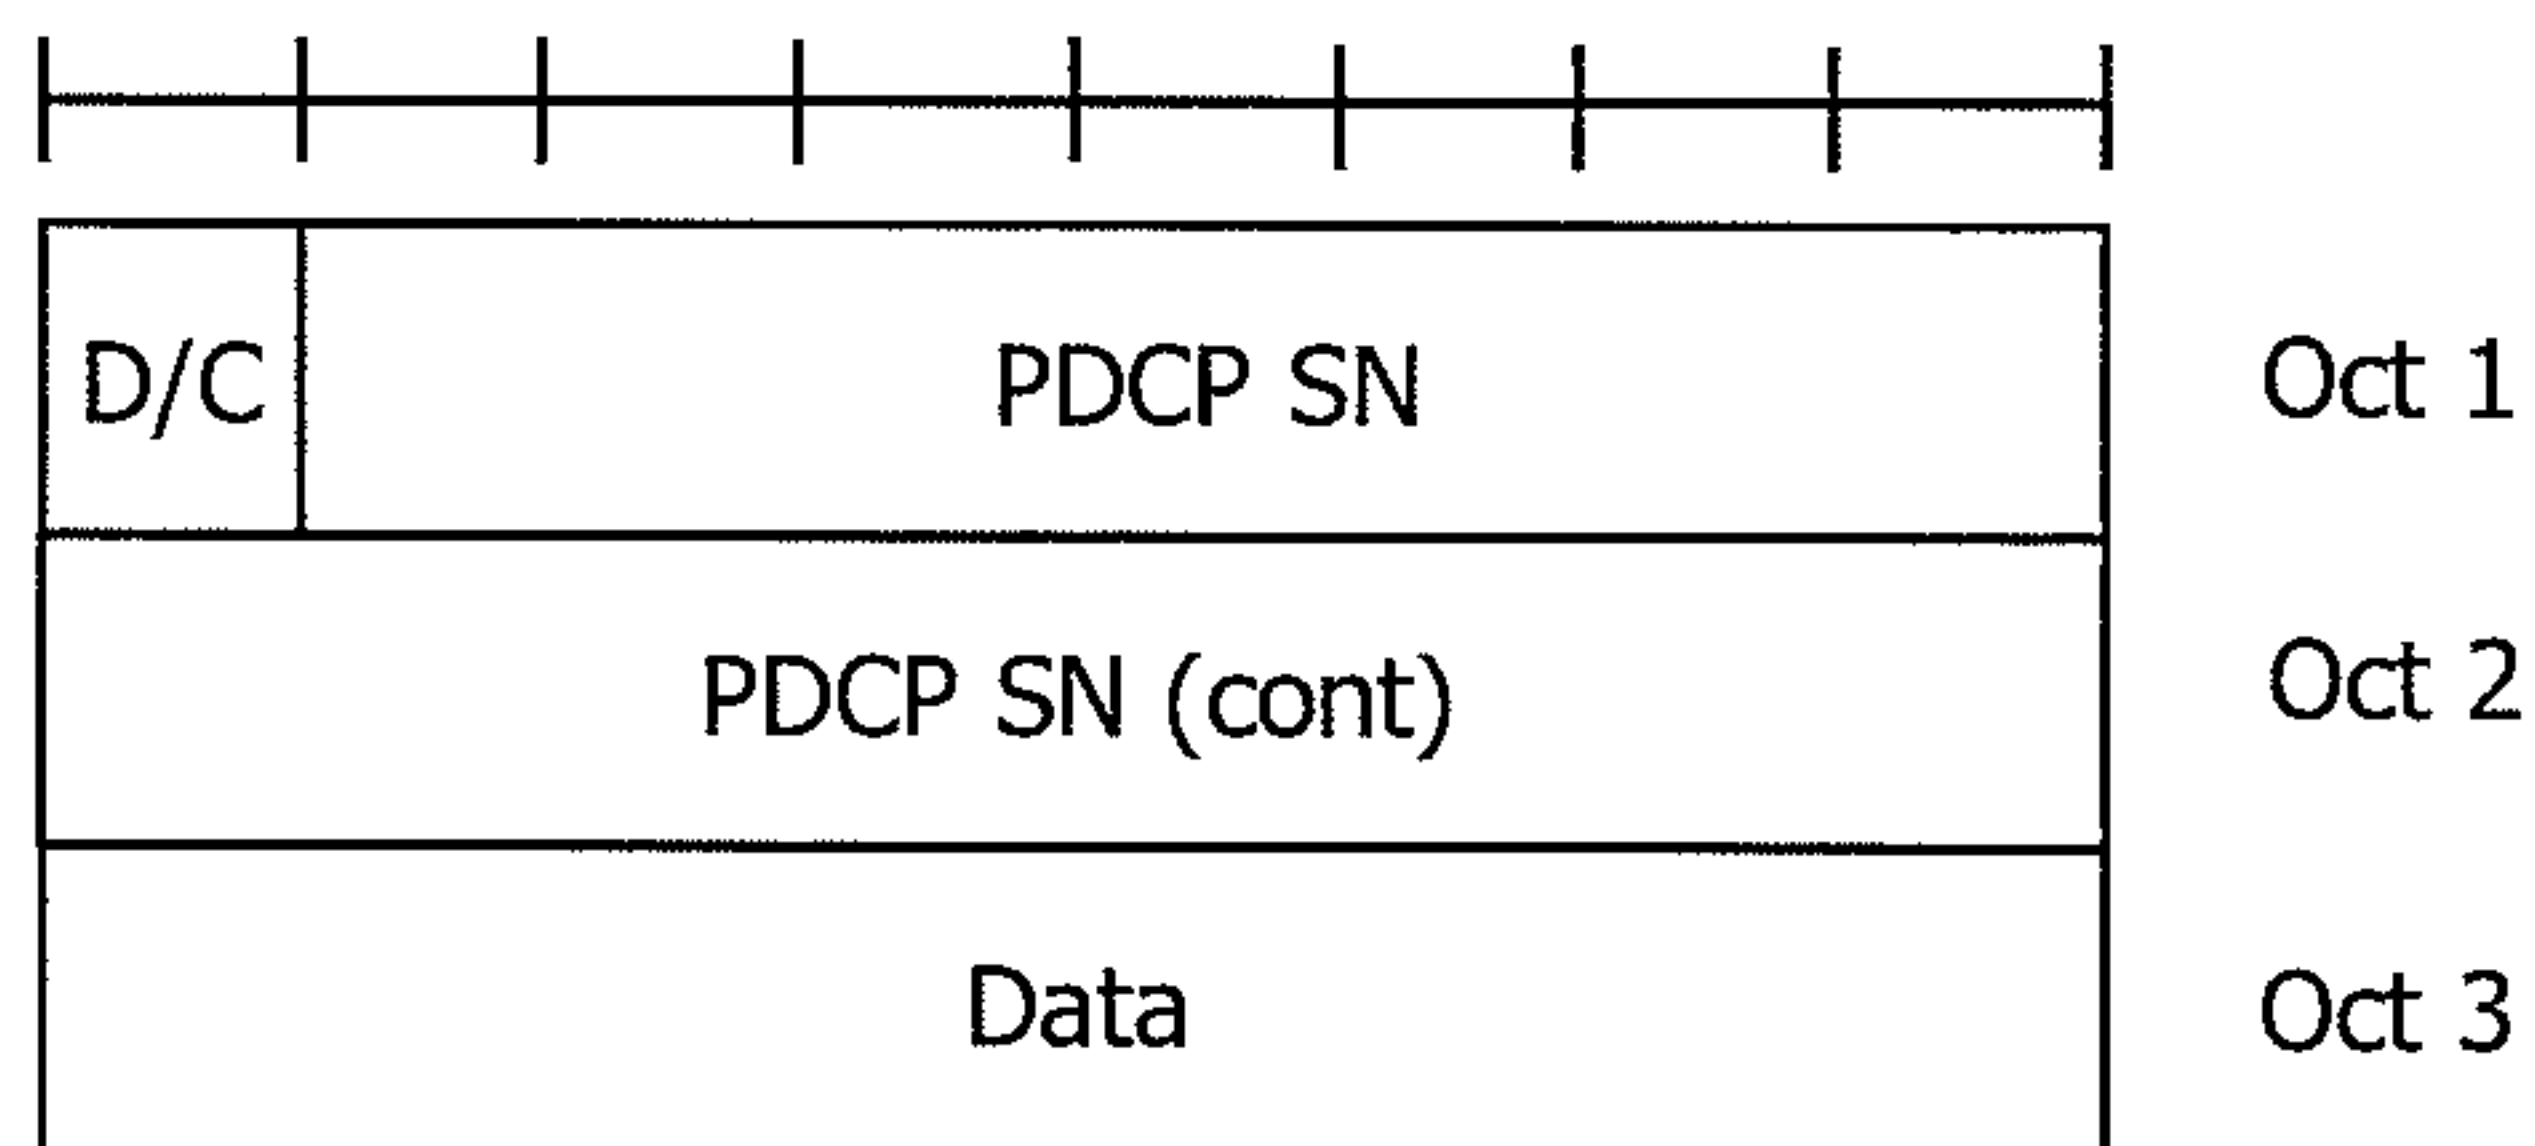 D/C PDCP SN Oct 1
PDCP SN (cont) Oct 2
Data Oct 3